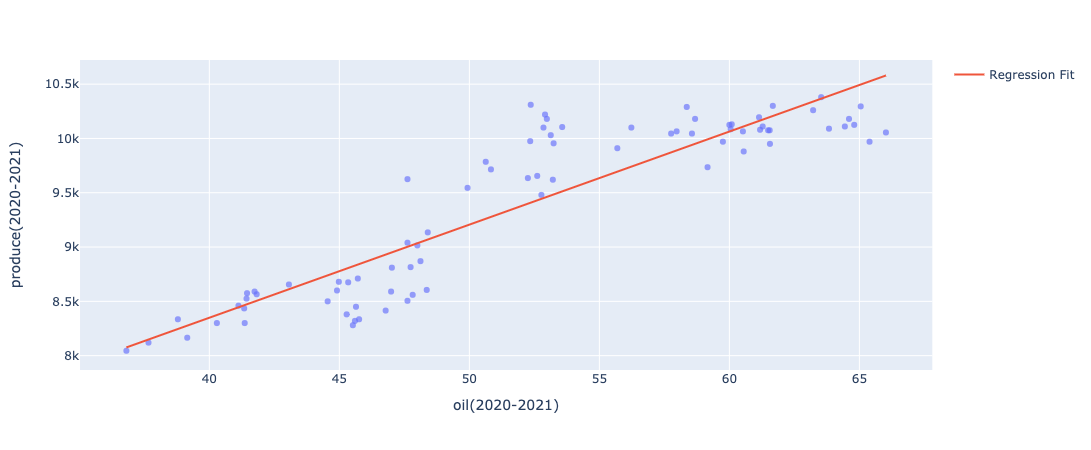 Regression Fit
10.5k
10k
9.5k
9k
8.5k
8k
produce(2020-2021)
40 45 50 55 60 65
oil(2020-2021)